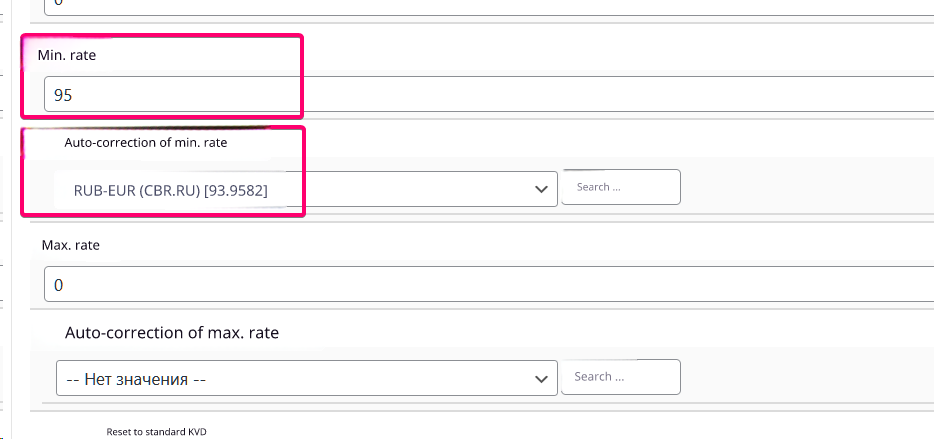 Min. rate
95
Auto-correction of min. rate
RUB-EUR (CBR.RU) [93.9582]
Search ...
Max. rate
0
Auto-correction of max. rate
-- Нет значения --
Search ...
Reset to standard KVD